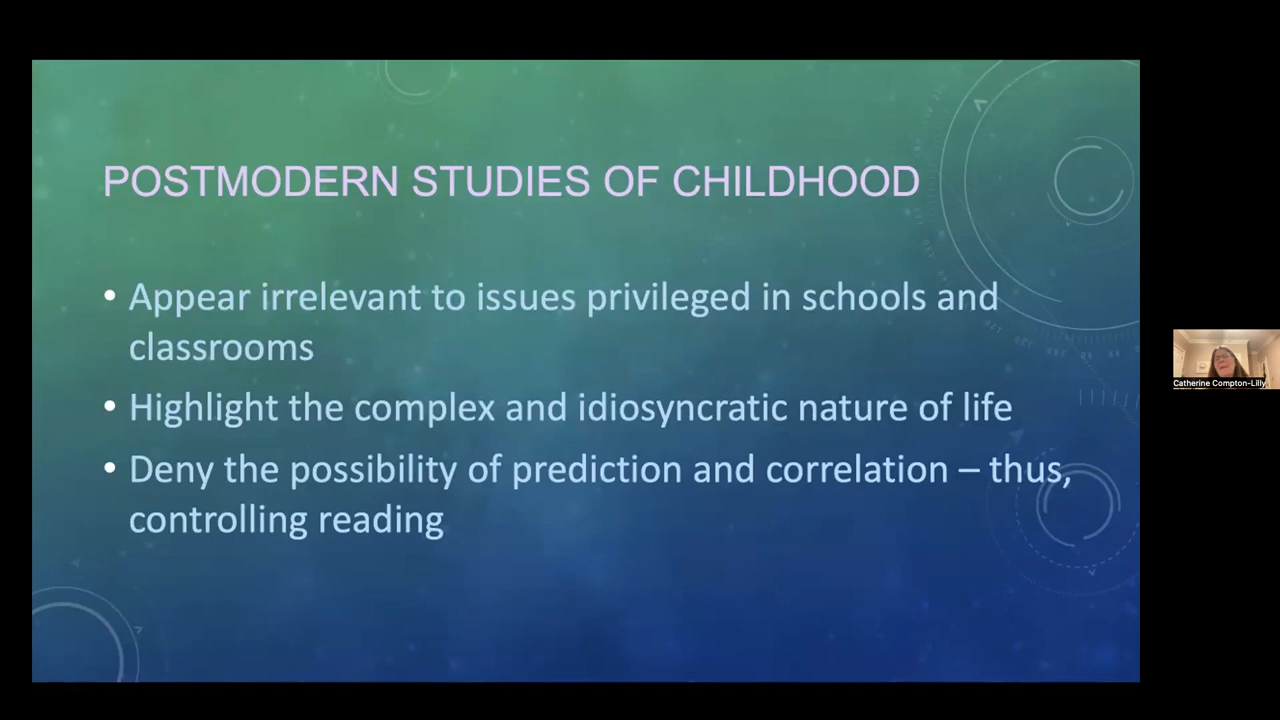 POSTMODERN STUDIES OF CHILDHOOD
• Appear irrelevant to issues privileged in schools and
classrooms
• Highlight the complex and idiosyncratic nature of life
• Deny the possibility of prediction and correlation – thus,
controlling reading
Catherine Compton-Lilly